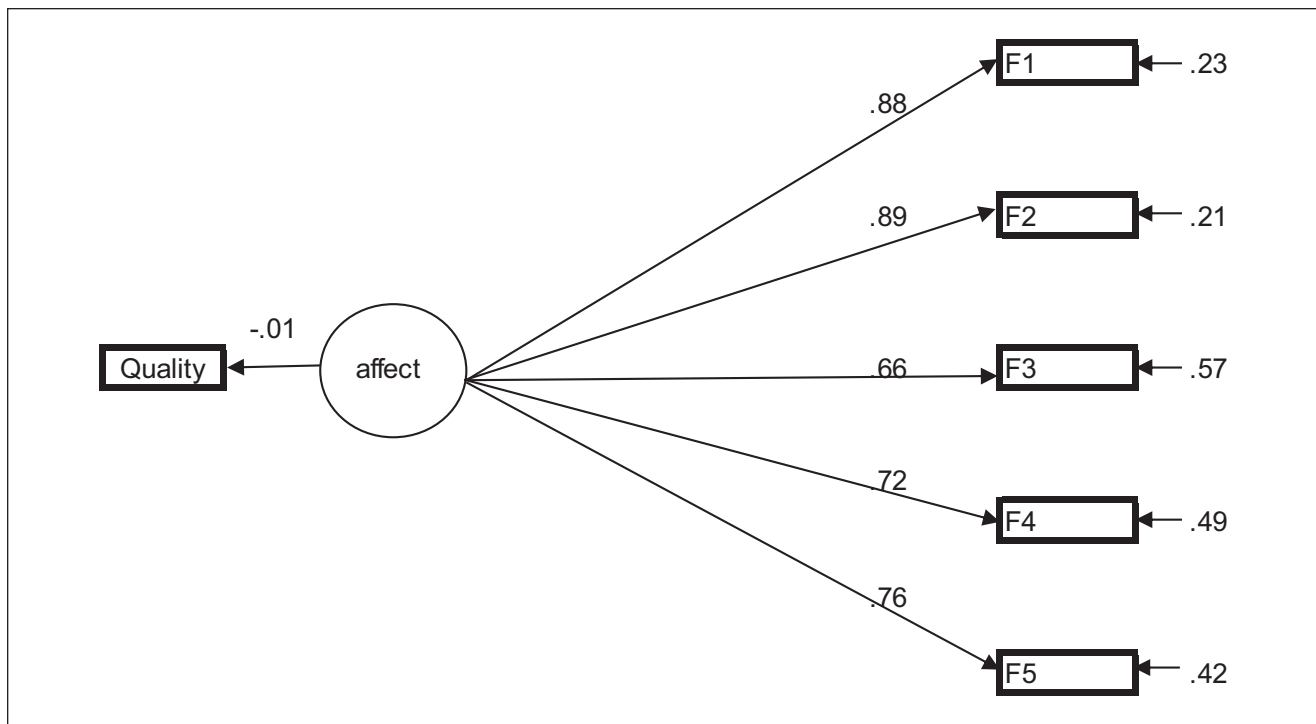 F1
.23
.88
F2
.21
.89
-.01
Quality
affect
.66
F3
.57
.72
F4
.49
.76
F5
.42